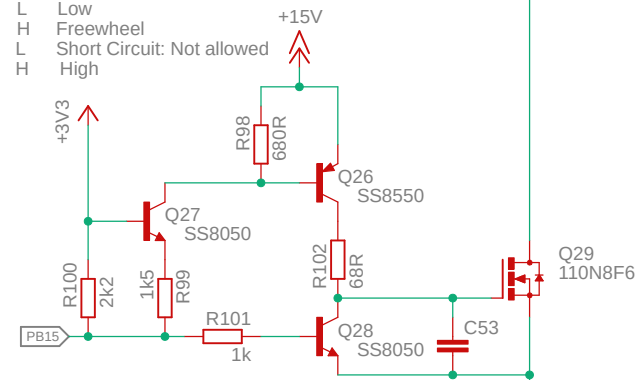 L Low
H Freewheel
L Short Circuit: Not allowed
H High
+15V
+3V3
R98
680R
Q26
SS8550
Q27
SS8050
R100
2k2
1k5
R99
R102
68R
Q29
110N8F6
PB15
R101
1k
Q28
SS8050
C53